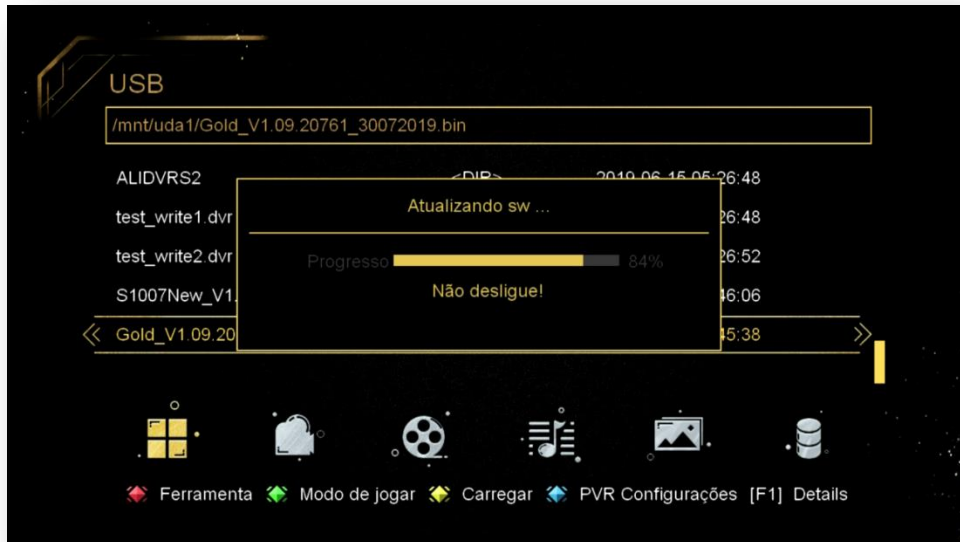 USB
/mnt/uda1/Gold_V1.09.20761_30072019.bin
ALIDVRS2 <DIR> 2019-06-15 05:26:48
test_write1.dvr 26:48
test_write2.dvr 26:52
S1007New_V1. 46:06
Gold_V1.09.20 45:38
Atualizando sw ...
Progresso 84%
Não desligue!
Ferramenta Modo de jogar Carregar PVR Configurações [F1] Details